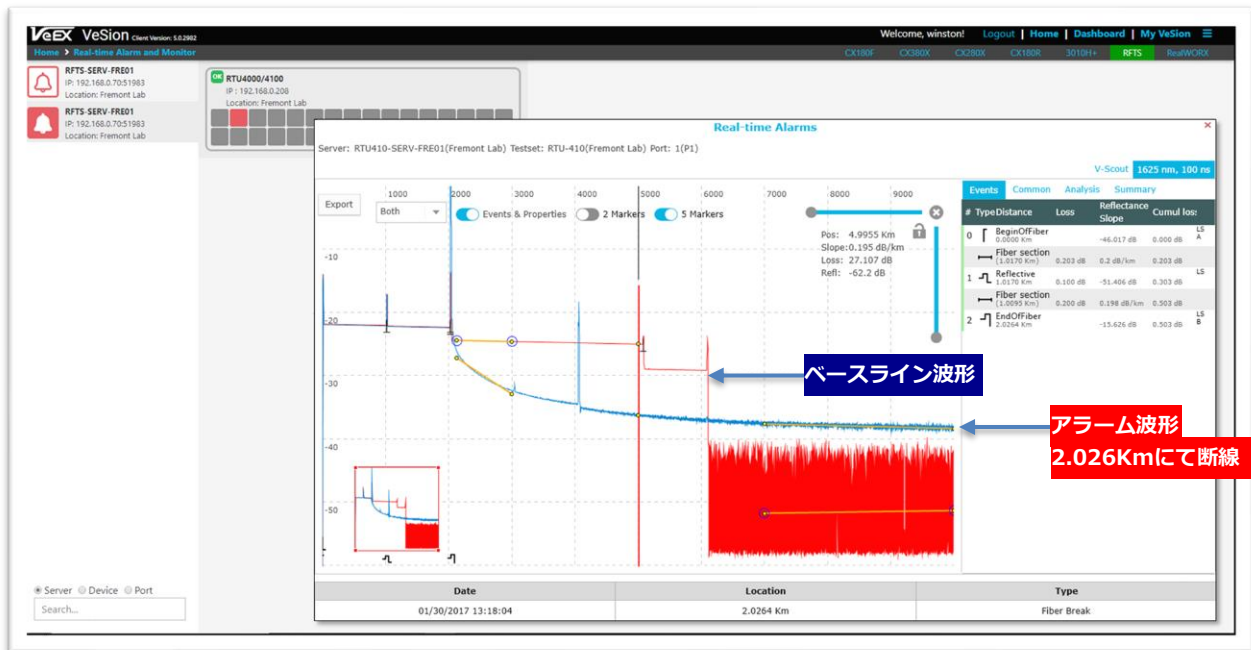 VeEX VeSion Client Version: 5.0.2982
Welcome, winston! Logout | Home | Dashboard | My VeSion
Home > Real-time Alarm and Monitor
CX180F CX380X CX280X CX180R 3010H+ RFTS RealWORX
RFTS-SERV-FRE01
IP: 192.168.0.70:51983
Location: Fremont Lab
RFTS-SERV-FRE01
IP: 192.168.0.70:51983
Location: Fremont Lab
OK RTU4000/4100
IP : 192.168.0.208
Location: Fremont Lab
Real-time Alarms
Server: RTU410-SERV-FRE01(Fremont Lab) Testset: RTU-410(Fremont Lab) Port: 1(P1)
V-Scout 1625 nm, 100 ns
Export
Both
Events & Properties
2 Markers
5 Markers
1000 2000 3000 4000 5000 6000 7000 8000 9000
-10
-20
-30
-40
-50
Pos: 4.9955 Km
Slope:0.195 dB/km
Loss: 27.107 dB
Refl: -62.2 dB
Events Common Analysis Summary
# Type Distance Loss Reflectance Slope Cumul loss
0 BeginOfFiber 0.0000 Km -46.017 dB 0.000 dB LS A
Fiber section (1.0170 Km) 0.203 dB 0.2 dB/km 0.203 dB
1 Reflective 1.0170 Km 0.100 dB -51.406 dB 0.303 dB LS
Fiber section (1.0095 Km) 0.200 dB 0.198 dB/km 0.503 dB
2 EndOfFiber 2.0264 Km -15.626 dB 0.503 dB LS B
ベースライン波形
アラーム波形
2.026Kmにて断線
Server Device Port
Search...
Date Location Type
01/30/2017 13:18:04 2.0264 Km Fiber Break